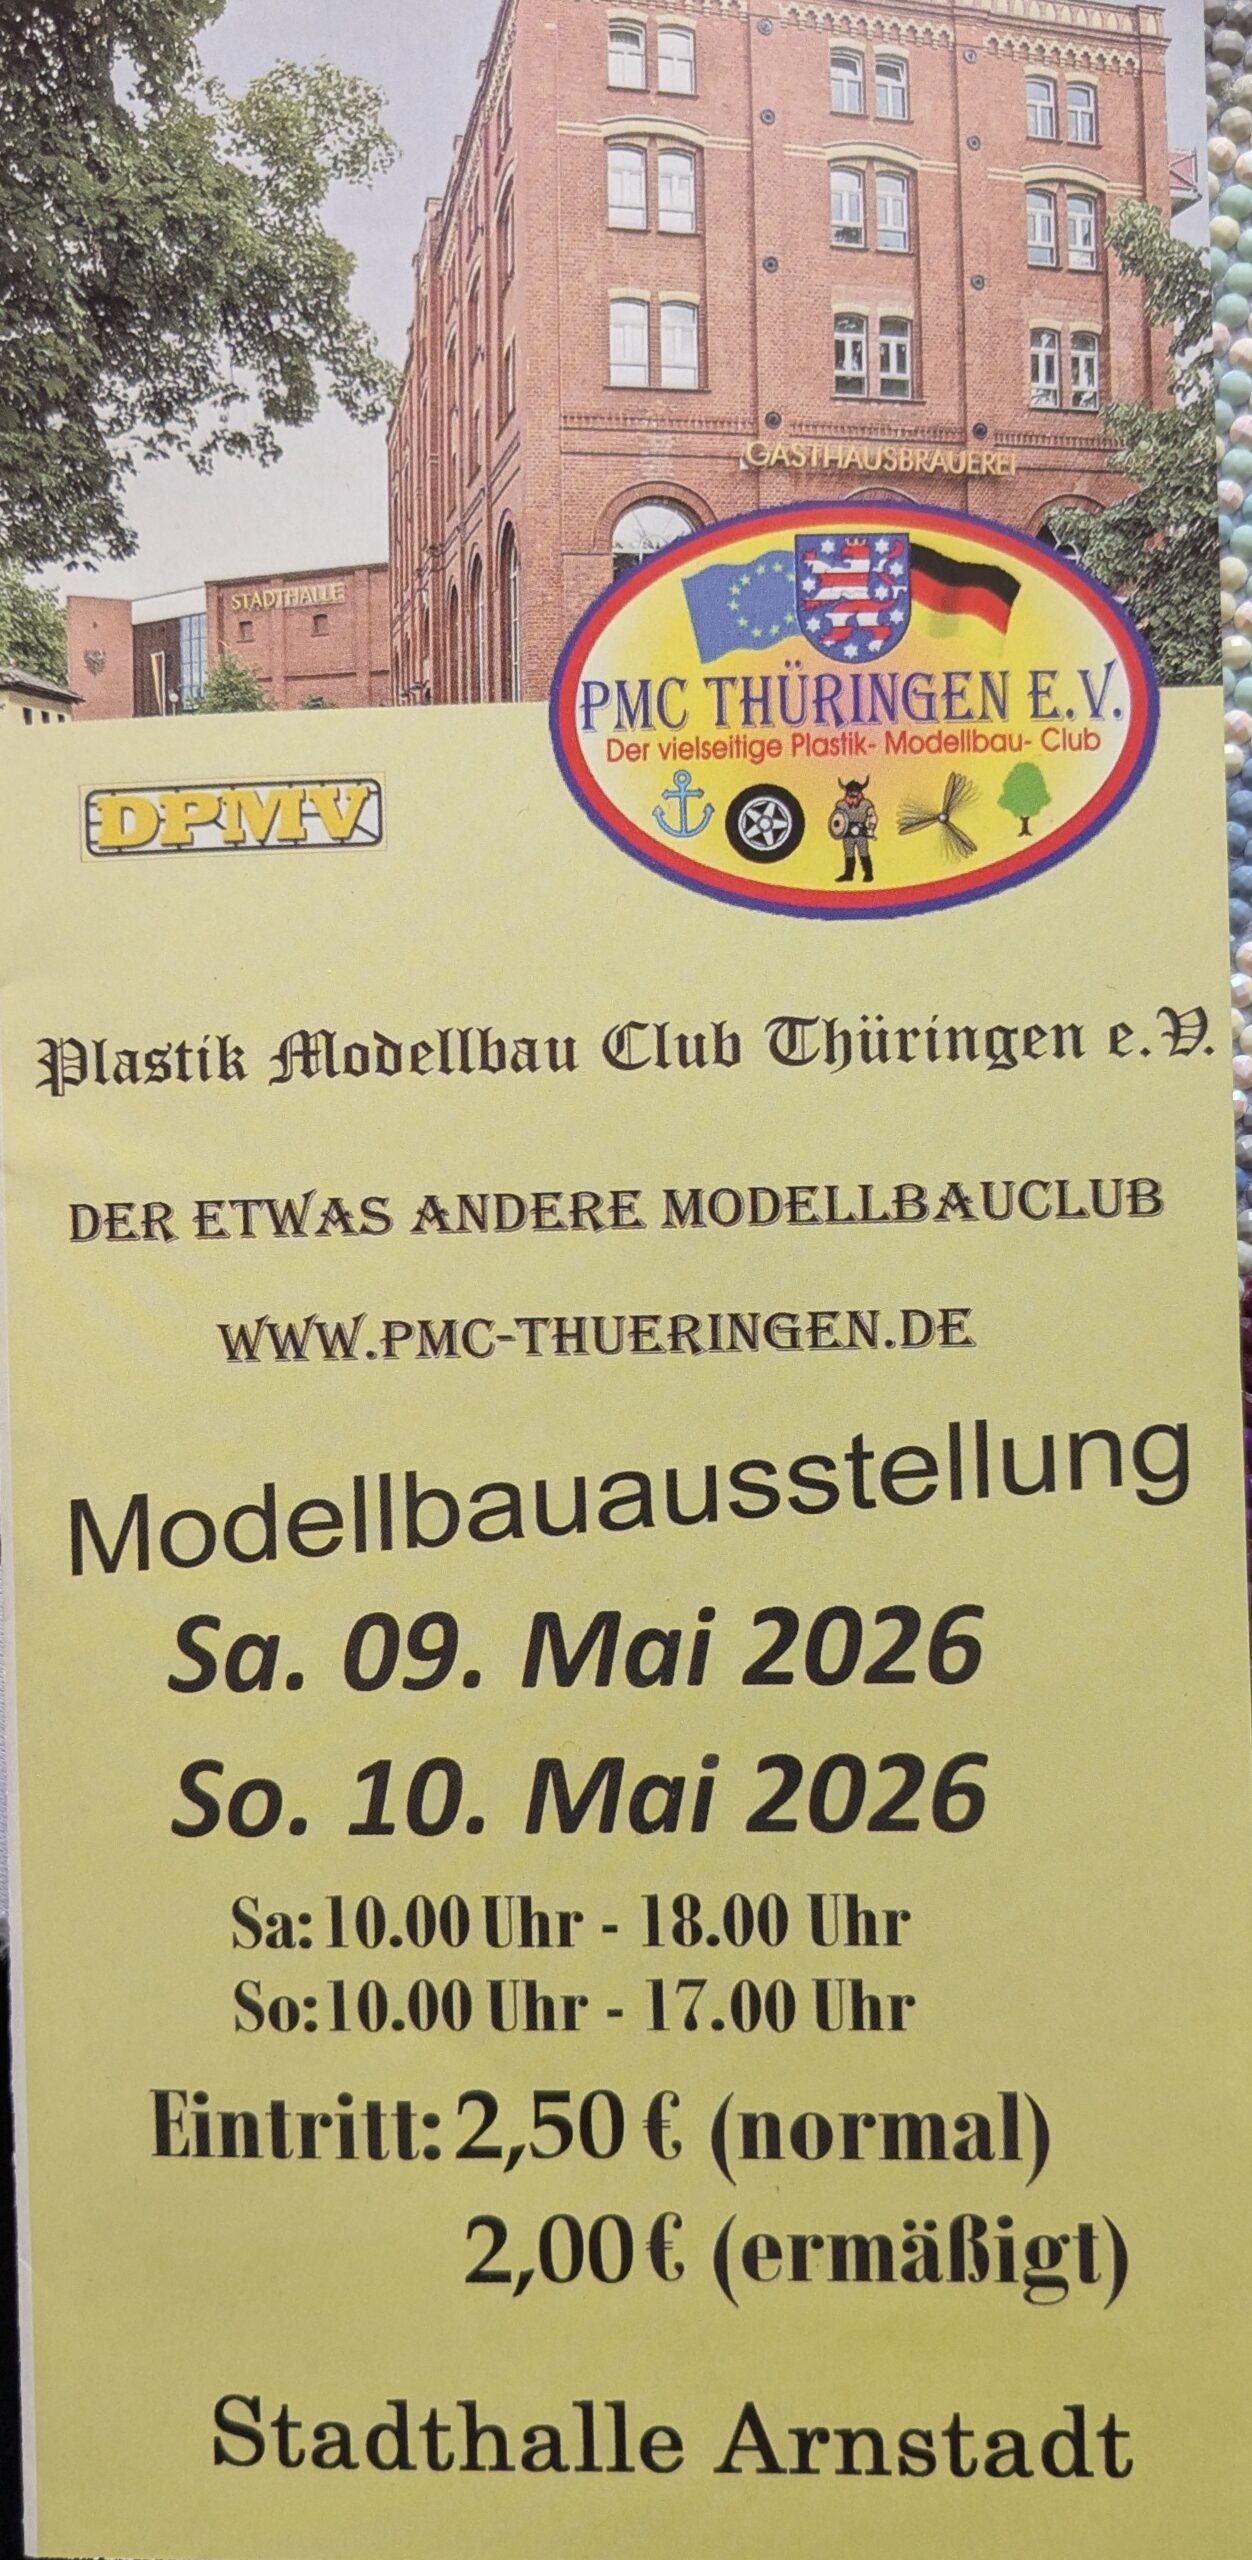 GASTHAUSBRAUEREI
STADTHALLE
PMC THÜRINGEN E.V.
Der vielseitige Plastik- Modellbau- Club
DPMV
Plastik Modellbau Club Thüringen e.V.
DER ETWAS ANDERE MODELLBAUCLUB
WWW.PMC-THUERINGEN.DE
Modellbauausstellung
Sa. 09. Mai 2026
So. 10. Mai 2026
Sa: 10.00 Uhr - 18.00 Uhr
So: 10.00 Uhr - 17.00 Uhr
Eintritt: 2,50 € (normal)
2,00 € (ermäßigt)
Stadthalle Arnstadt